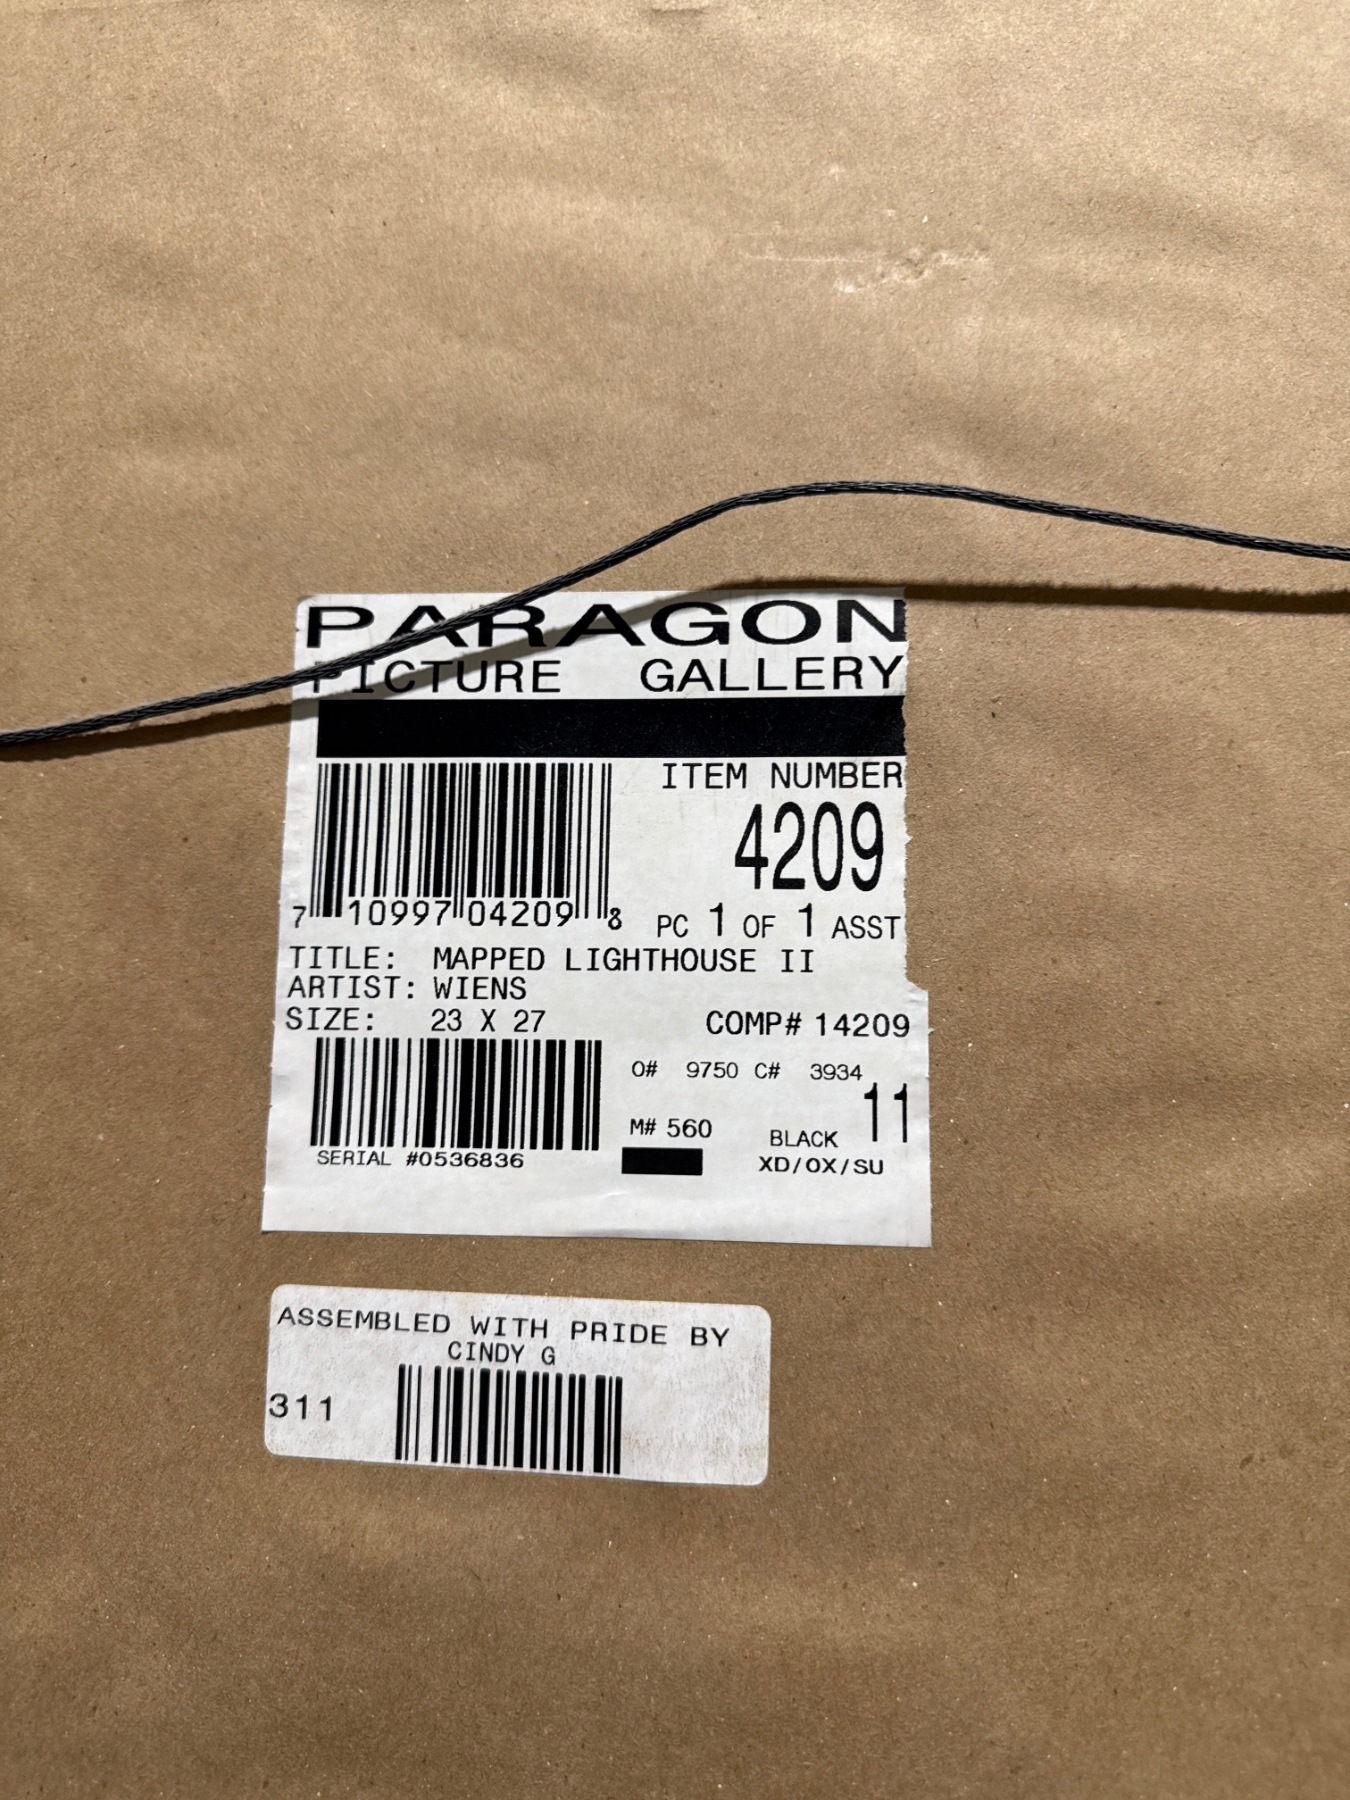 PARAGON
PICTURE GALLERY
ITEM NUMBER
4209
7 10997 04209 8
PC 1 OF 1 ASST
TITLE: MAPPED LIGHTHOUSE II
ARTIST: WIENS
SIZE: 23 X 27
COMP# 14209
O# 9750 C# 3934
11
M# 560
BLACK
SERIAL #0536836
XD/OX/SU
ASSEMBLED WITH PRIDE BY
CINDY G
311